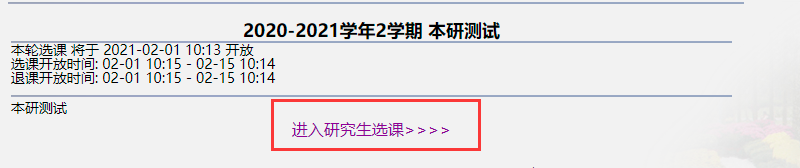 2020-2021学年2学期 本研测试
本轮选课 将于 2021-02-01 10:13 开放
选课开放时间: 02-01 10:15 - 02-15 10:14
退课开放时间: 02-01 10:15 - 02-15 10:14
本研测试
进入研究生选课>>>>